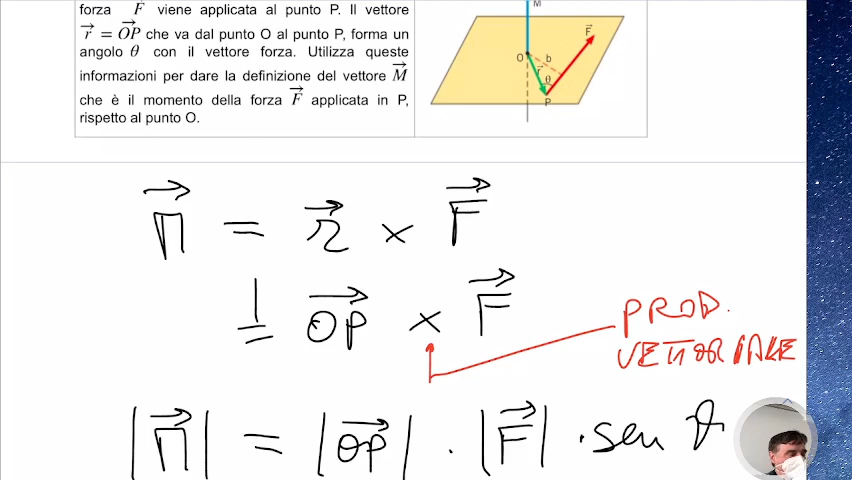 forza F⃗ viene applicata al punto P. Il vettore
r⃗ = OP⃗ che va dal punto O al punto P, forma un
angolo θ con il vettore forza. Utilizza queste
informazioni per dare la definizione del vettore M⃗
che è il momento della forza F⃗ applicata in P,
rispetto al punto O.
M
F⃗
O
b
r⃗
θ
P
M⃗ = r⃗ × F⃗
= OP⃗ × F⃗
PROD.
VETTORIALE
|M⃗| = |OP⃗| · |F⃗| · sen θ